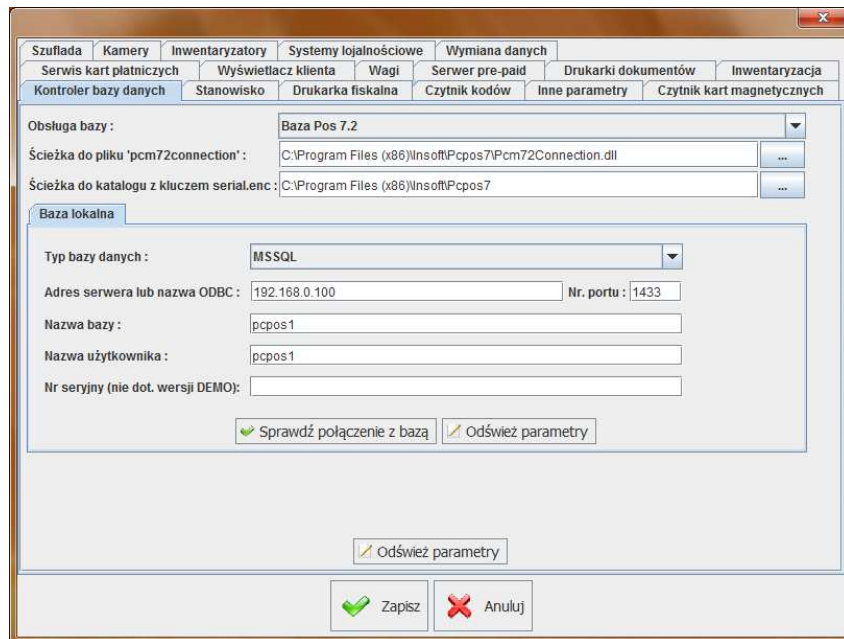 Szuflada Kamery Inwentaryzatory Systemy lojalnościowe Wymiana danych
Serwis kart płatniczych Wyświetlacz klienta Wagi Serwer pre-paid Drukarki dokumentów Inwentaryzacja
Kontroler bazy danych Stanowisko Drukarka fiskalna Czytnik kodów Inne parametry Czytnik kart magnetycznych
Obsługa bazy : Baza Pos 7.2
Ścieżka do pliku 'pcm72connection' : C:\Program Files (x86)\Insoft\Pcpos7\Pcm72Connection.dll ...
Ścieżka do katalogu z kluczem serial.enc : C:\Program Files (x86)\Insoft\Pcpos7 ...
Baza lokalna
Typ bazy danych : MSSQL
Adres serwera lub nazwa ODBC : 192.168.0.100 Nr. portu : 1433
Nazwa bazy : pcpos1
Nazwa użytkownika : pcpos1
Nr seryjny (nie dot. wersji DEMO):
Sprawdź połączenie z bazą Odśwież parametry
Odśwież parametry
Zapisz Anuluj